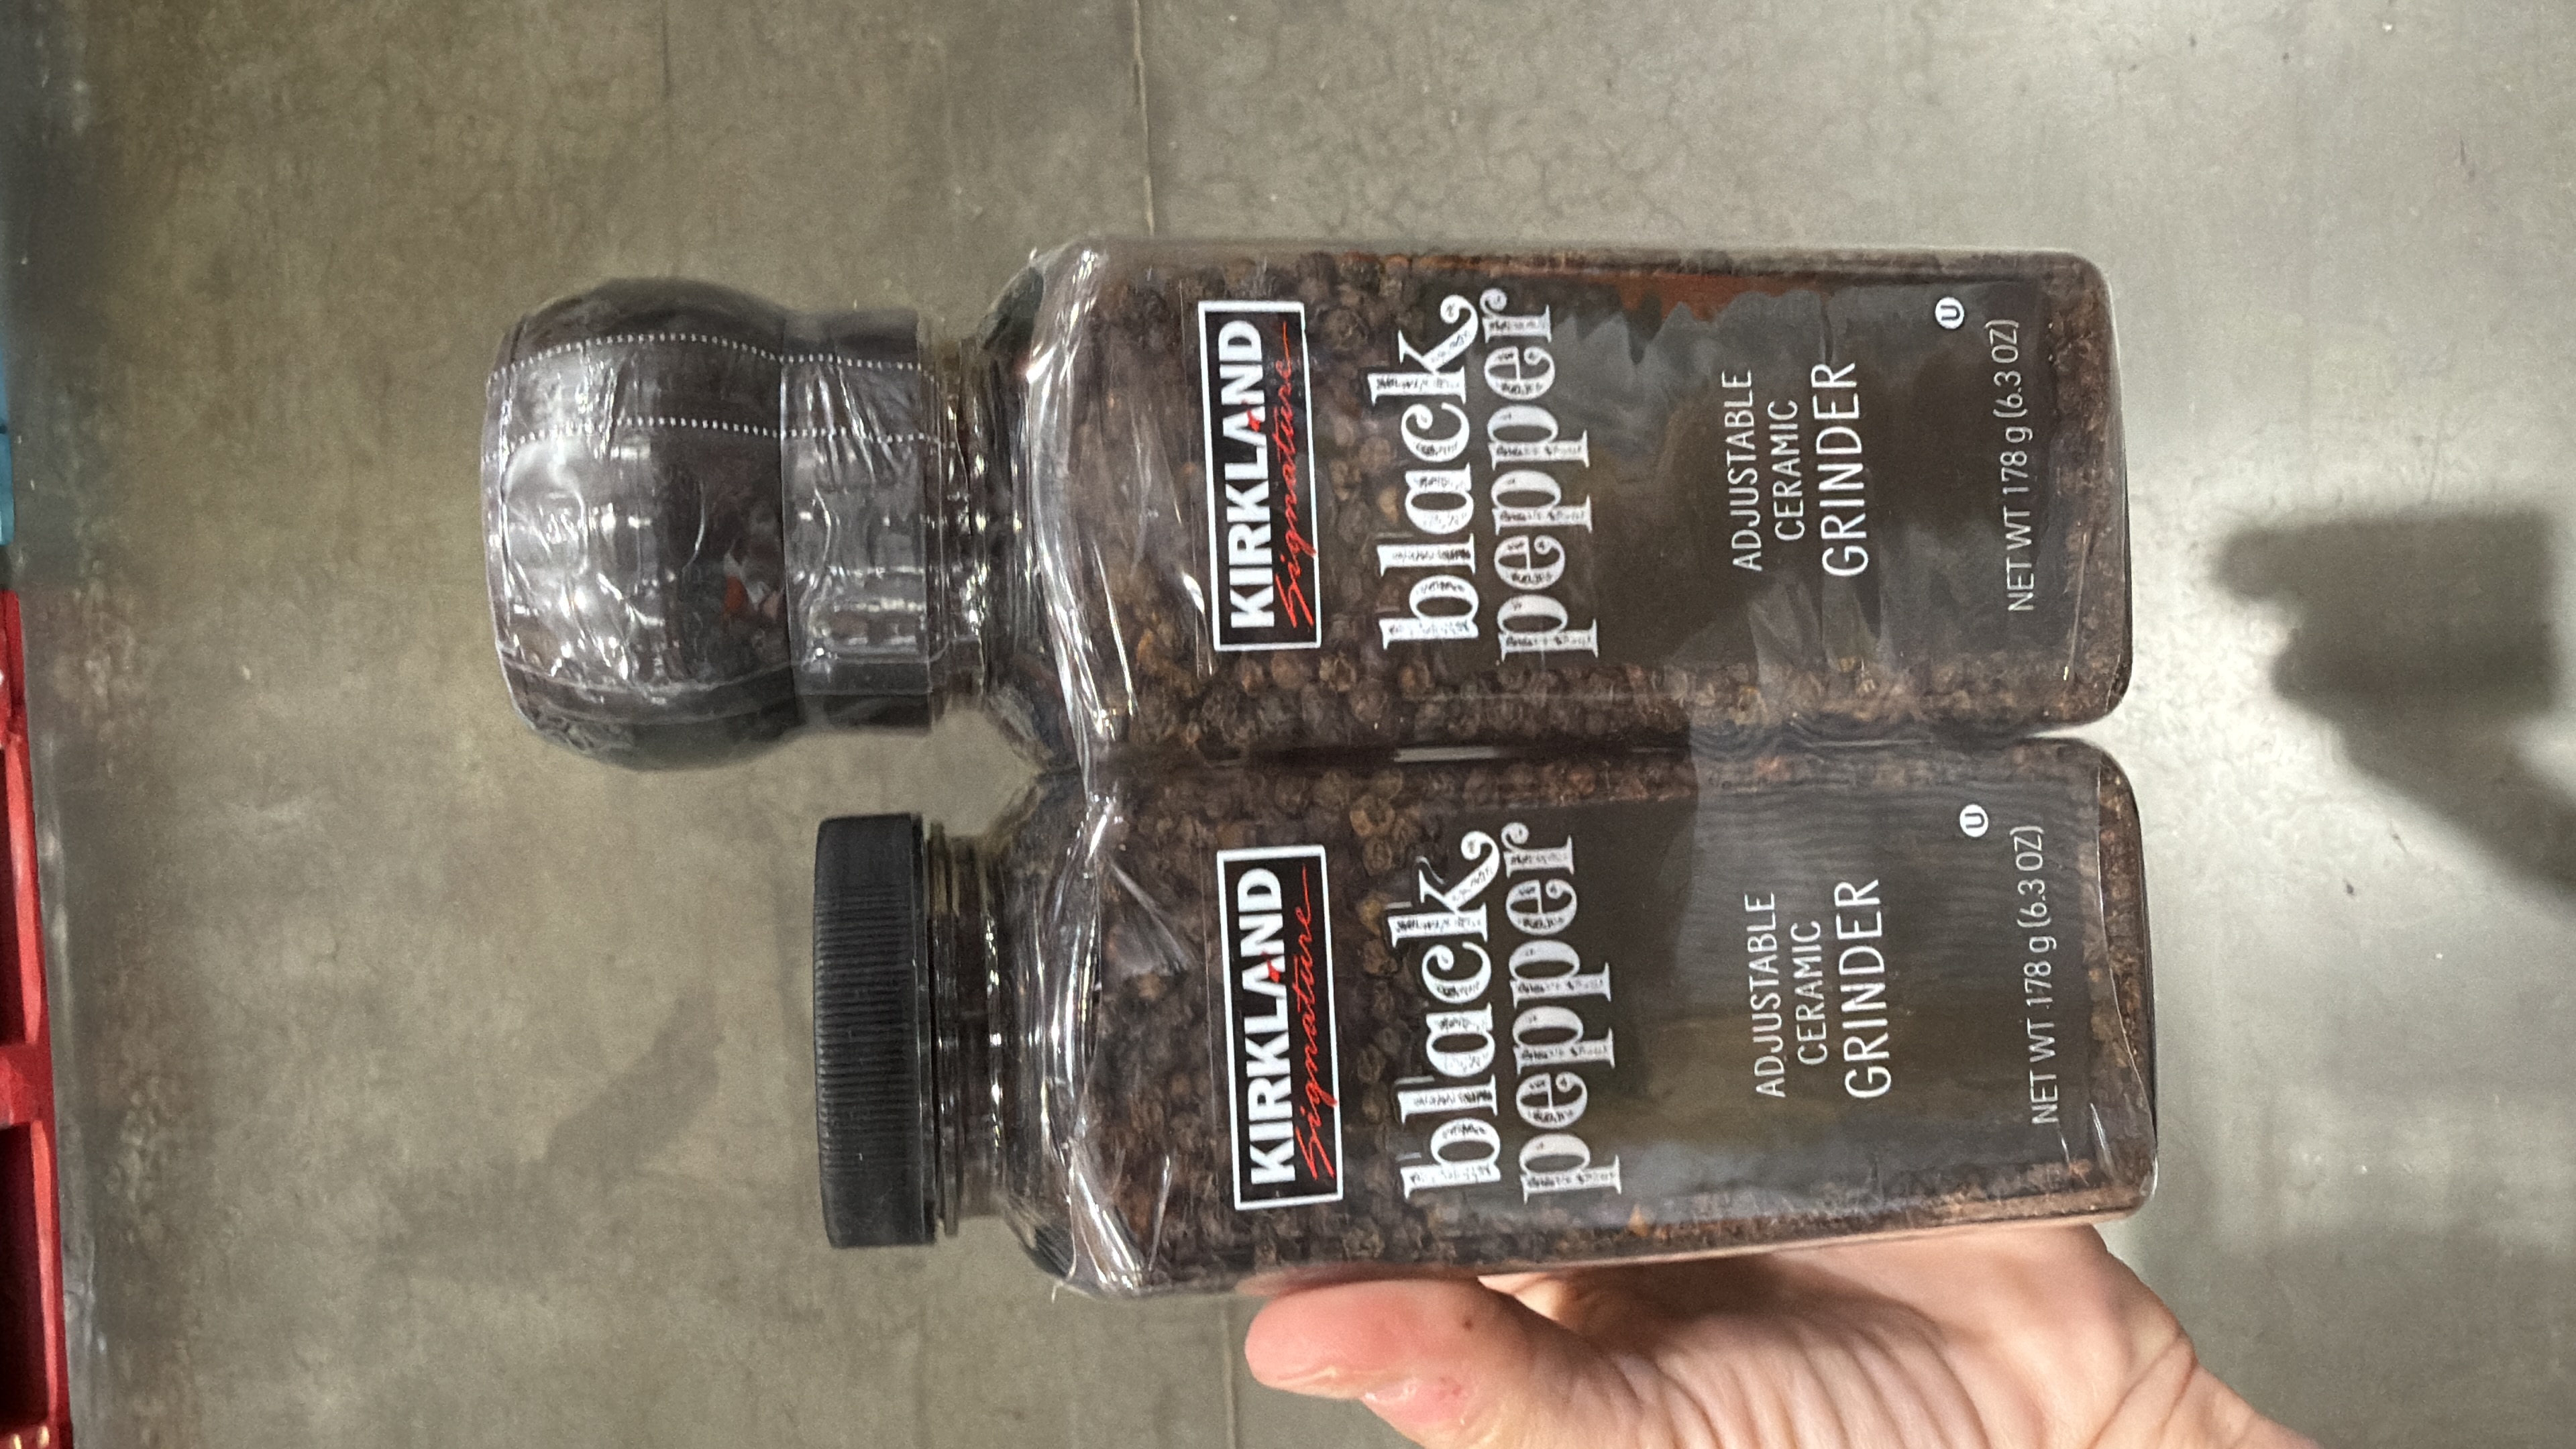 KIRKLAND
Signature
black
pepper
ADJUSTABLE
CERAMIC
GRINDER
U
NET WT 178 g (6.3 OZ)
KIRKLAND
Signature
black
pepper
ADJUSTABLE
CERAMIC
GRINDER
U
NET WT 178 g (6.3 OZ)